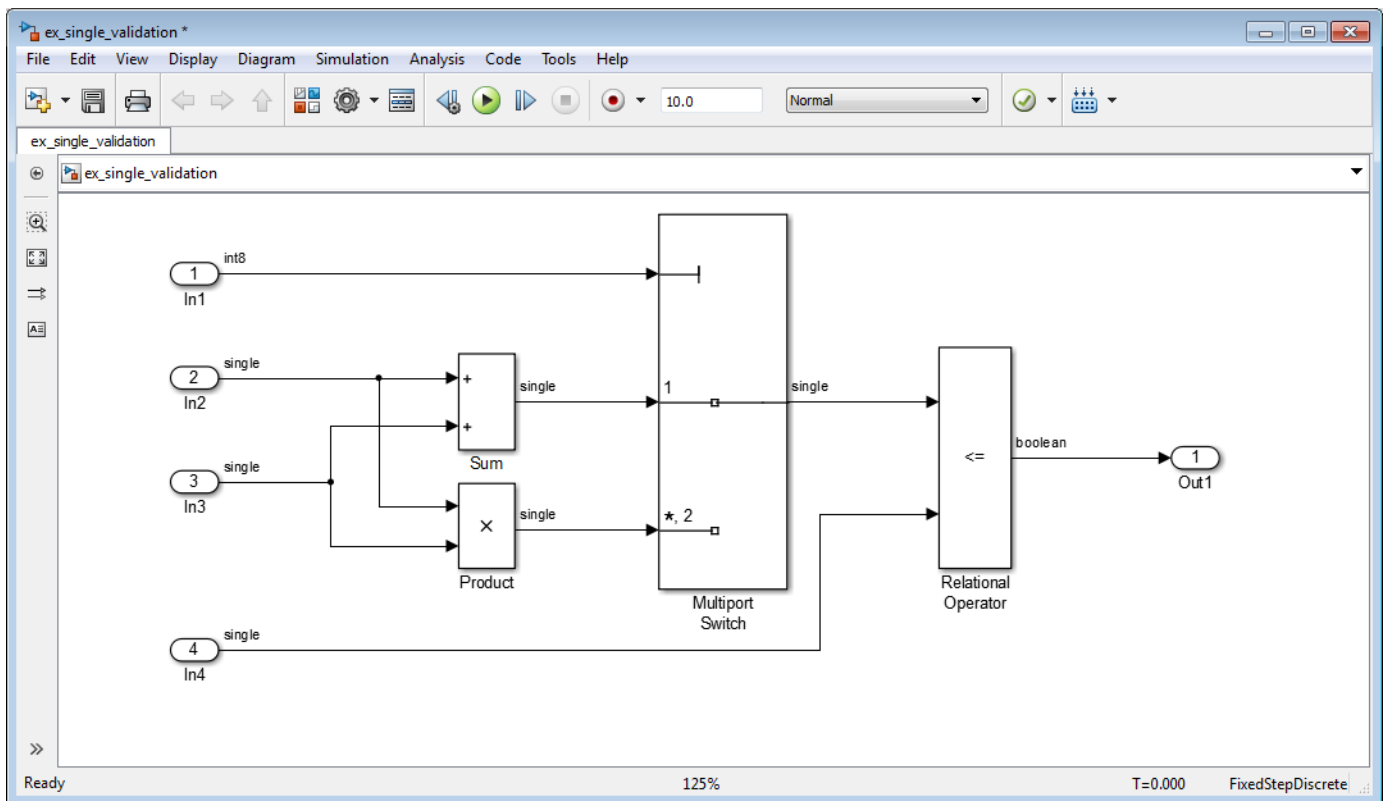 ex_single_validation *
File Edit View Display Diagram Simulation Analysis Code Tools Help
10.0 Normal
ex_single_validation
ex_single_validation
1
int8
In1
2
single
In2
3
single
In3
4
single
In4
+
+
single
Sum
×
single
Product
1
*, 2
single
Multiport
Switch
<=
boolean
Relational
Operator
1
Out1
Ready 125% T=0.000 FixedStepDiscrete